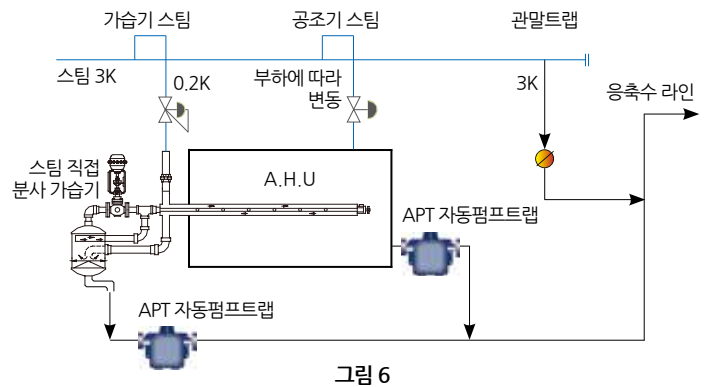 가습기 스팀
공조기 스팀
관말트랩
스팀 3K
0.2K
부하에 따라
변동
3K
응축수 라인
스팀 직접
분사 가습기
A.H.U
APT 자동펌프트랩
APT 자동펌프트랩
그림 6